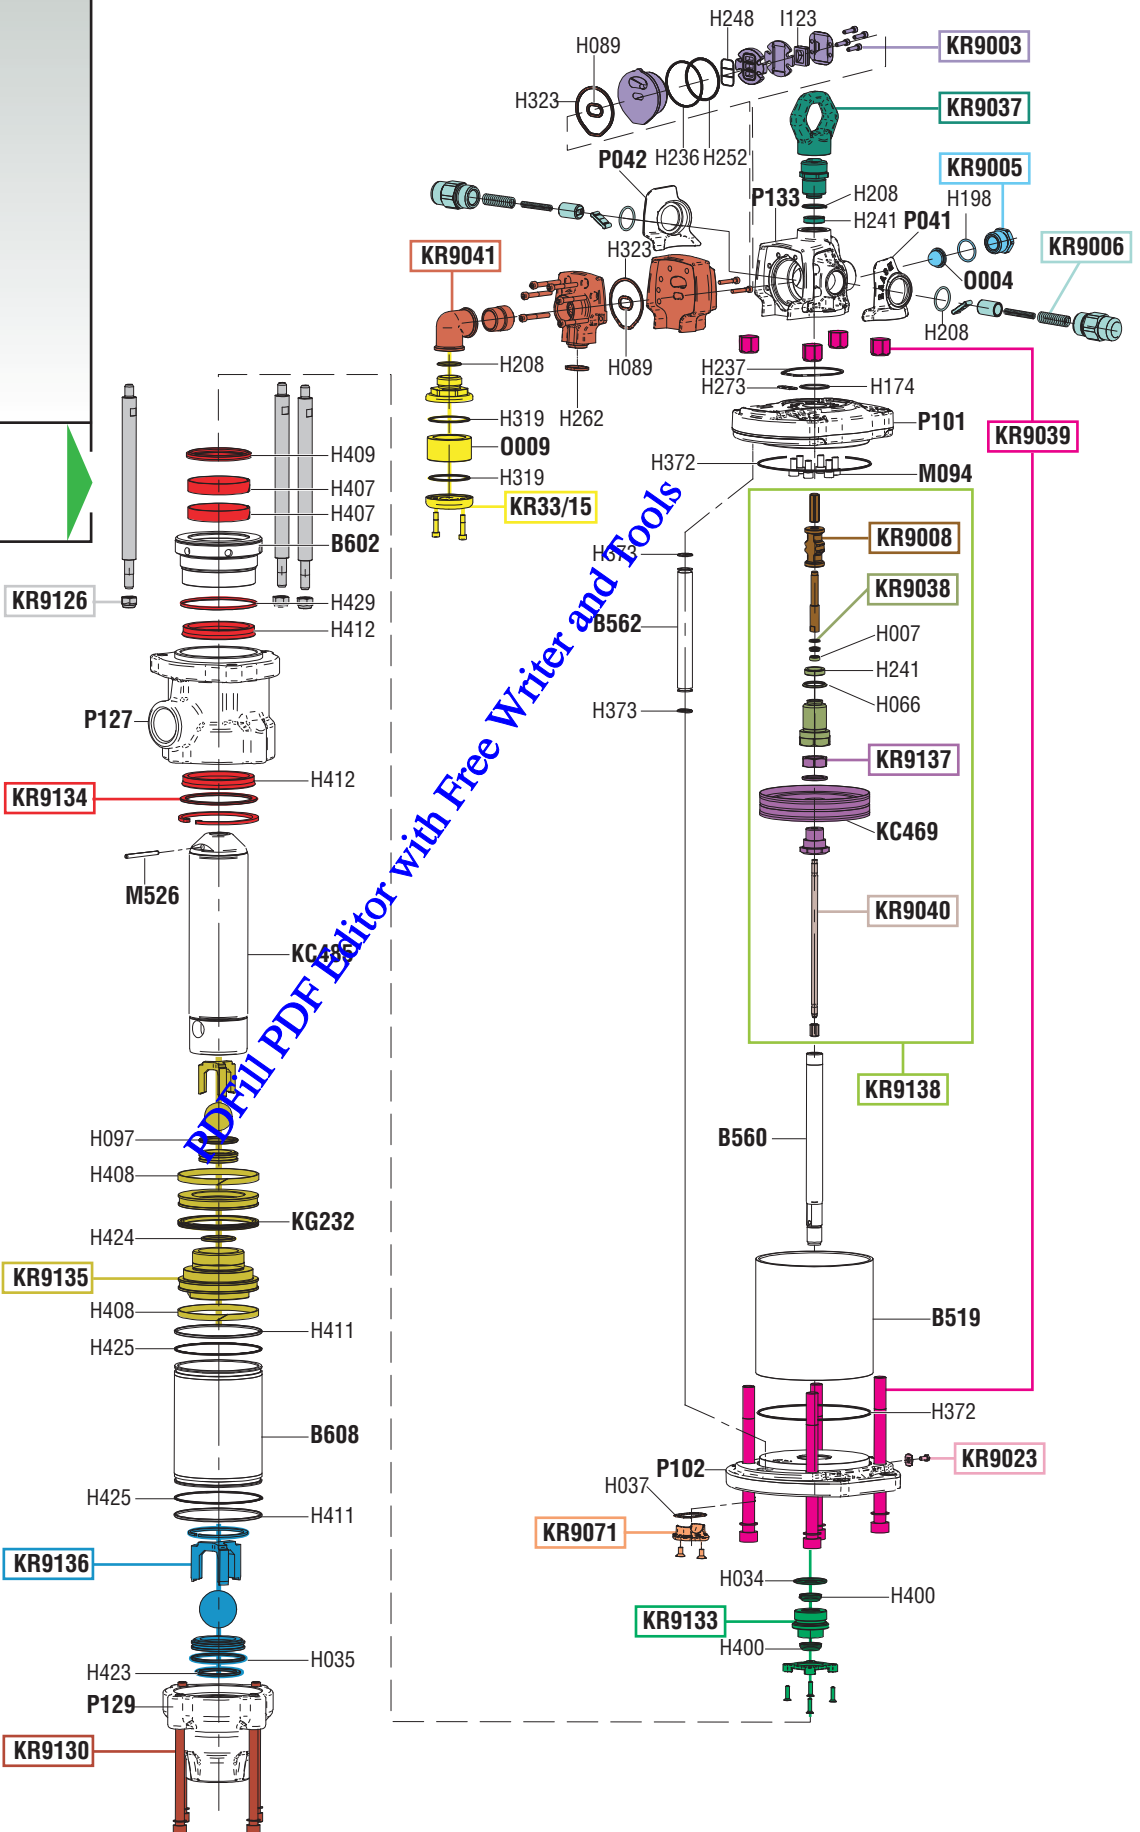 H248
I123
H089
KR9003
H323
KR9037
P042
H236
H252
KR9005
P133
H208
H198
H241
P041
KR9041
H323
KR9006
O004
H208
H208
H089
H237
H273
H174
H319
H262
P101
O009
KR9039
H409
H372
M094
H319
H407
KR33/15
H407
KR9008
B602
H373
KR9126
H429
KR9038
B562
H412
H007
H241
H066
P127
H373
KR9137
H412
KR9134
KC469
M526
KR9040
KC485
KR9138
H097
B560
H408
KG232
H424
KR9135
H408
B519
H411
H425
H372
B608
KR9023
P102
H425
H037
H411
KR9071
KR9136
H034
H400
KR9133
H400
H035
H423
P129
KR9130
PDFill PDF Editor with Free Writer and Tools